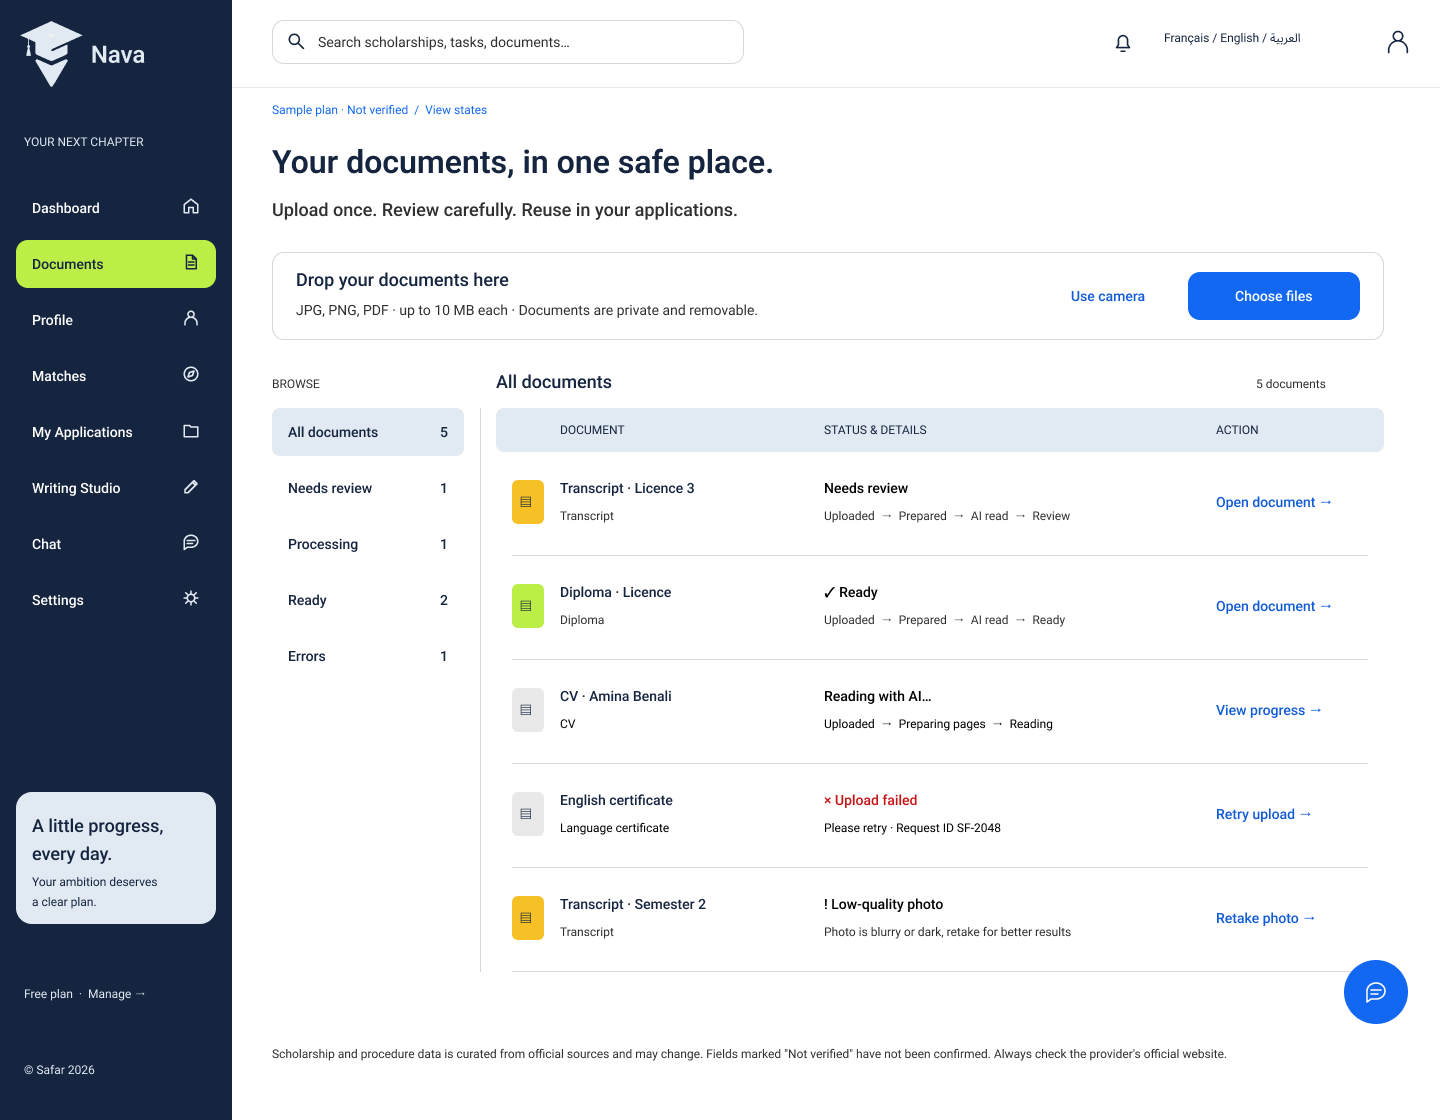 Nava
YOUR NEXT CHAPTER
Dashboard
Documents
Profile
Matches
My Applications
Writing Studio
Chat
Settings
A little progress,
every day.
Your ambition deserves
a clear plan.
Free plan · Manage →
© Safar 2026
Search scholarships, tasks, documents...
Français / English / العربية
Sample plan · Not verified / View states
Your documents, in one safe place.
Upload once. Review carefully. Reuse in your applications.
Drop your documents here
JPG, PNG, PDF · up to 10 MB each · Documents are private and removable.
Use camera
Choose files
BROWSE
All documents 5
Needs review 1
Processing 1
Ready 2
Errors 1
All documents
5 documents
DOCUMENT STATUS & DETAILS ACTION
Transcript · Licence 3
Transcript
Needs review
Uploaded → Prepared → AI read → Review
Open document →
Diploma · Licence
Diploma
✓ Ready
Uploaded → Prepared → AI read → Ready
Open document →
CV · Amina Benali
CV
Reading with AI...
Uploaded → Preparing pages → Reading
View progress →
English certificate
Language certificate
× Upload failed
Please retry · Request ID SF-2048
Retry upload →
Transcript · Semester 2
Transcript
! Low-quality photo
Photo is blurry or dark, retake for better results
Retake photo →
Scholarship and procedure data is curated from official sources and may change. Fields marked "Not verified" have not been confirmed. Always check the provider's official website.